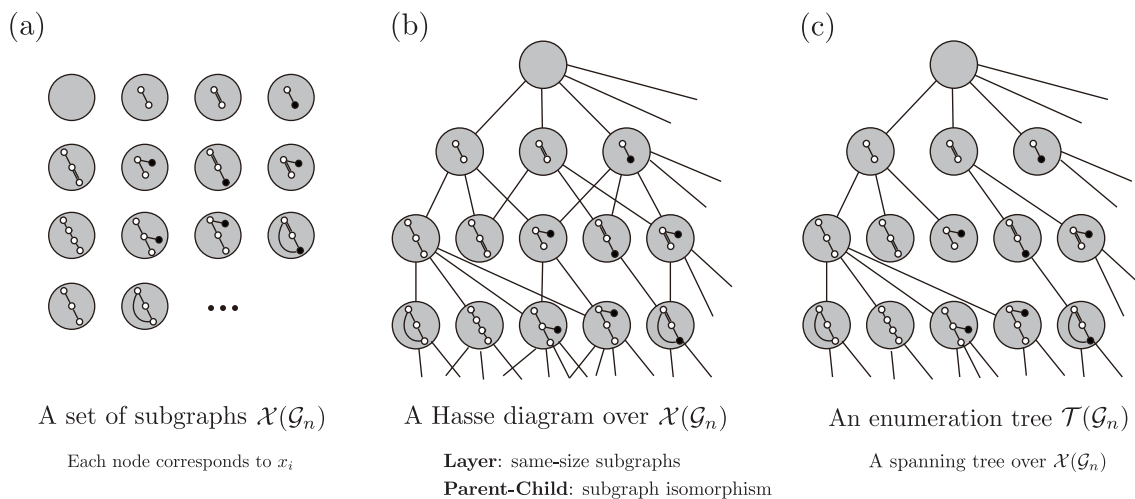 (a)
(b)
(c)
A set of subgraphs 𝒳(𝒢ₙ)
Each node corresponds to xᵢ
A Hasse diagram over 𝒳(𝒢ₙ)
Layer: same-size subgraphs
Parent-Child: subgraph isomorphism
An enumeration tree 𝒯(𝒢ₙ)
A spanning tree over 𝒳(𝒢ₙ)